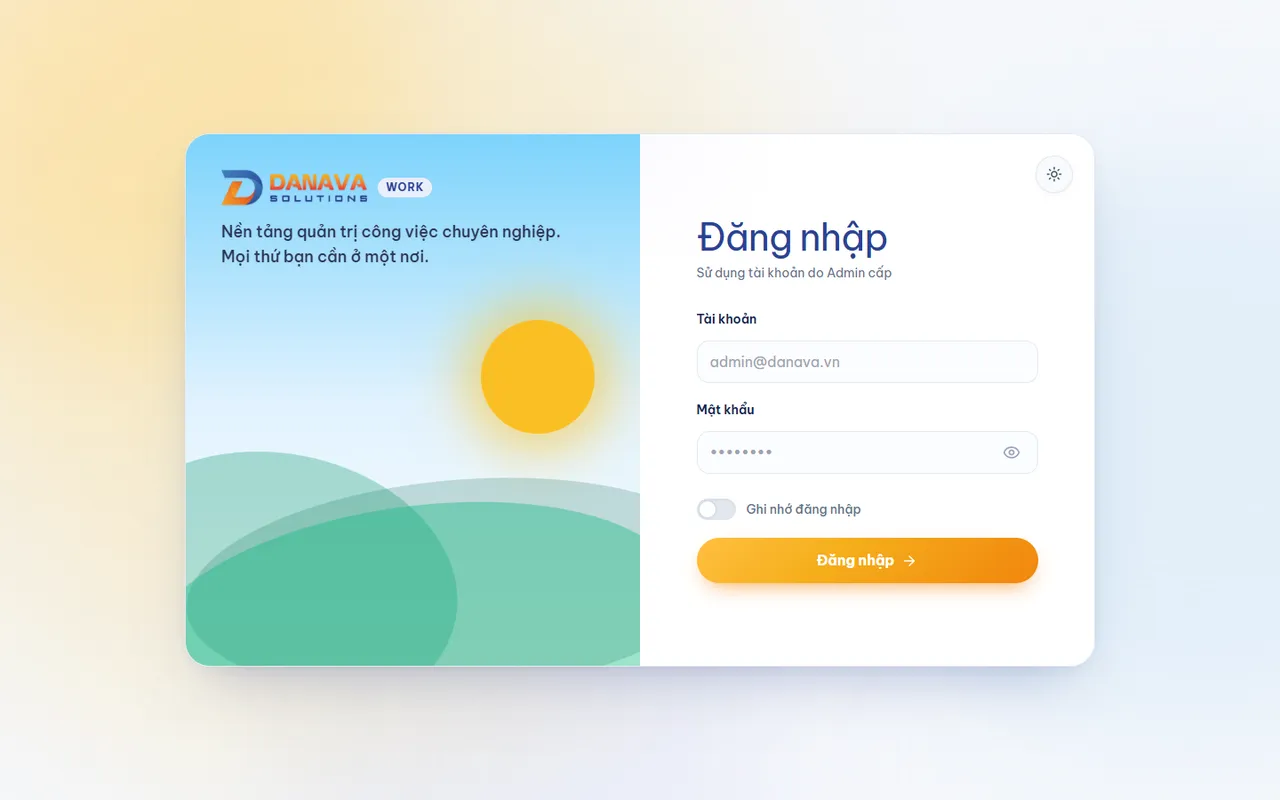 DANAVA
SOLUTIONS
WORK
Nền tảng quản trị công việc chuyên nghiệp.
Mọi thứ bạn cần ở một nơi.
Đăng nhập
Sử dụng tài khoản do Admin cấp
Tài khoản
admin@danava.vn
Mật khẩu
••••••••
Ghi nhớ đăng nhập
Đăng nhập →